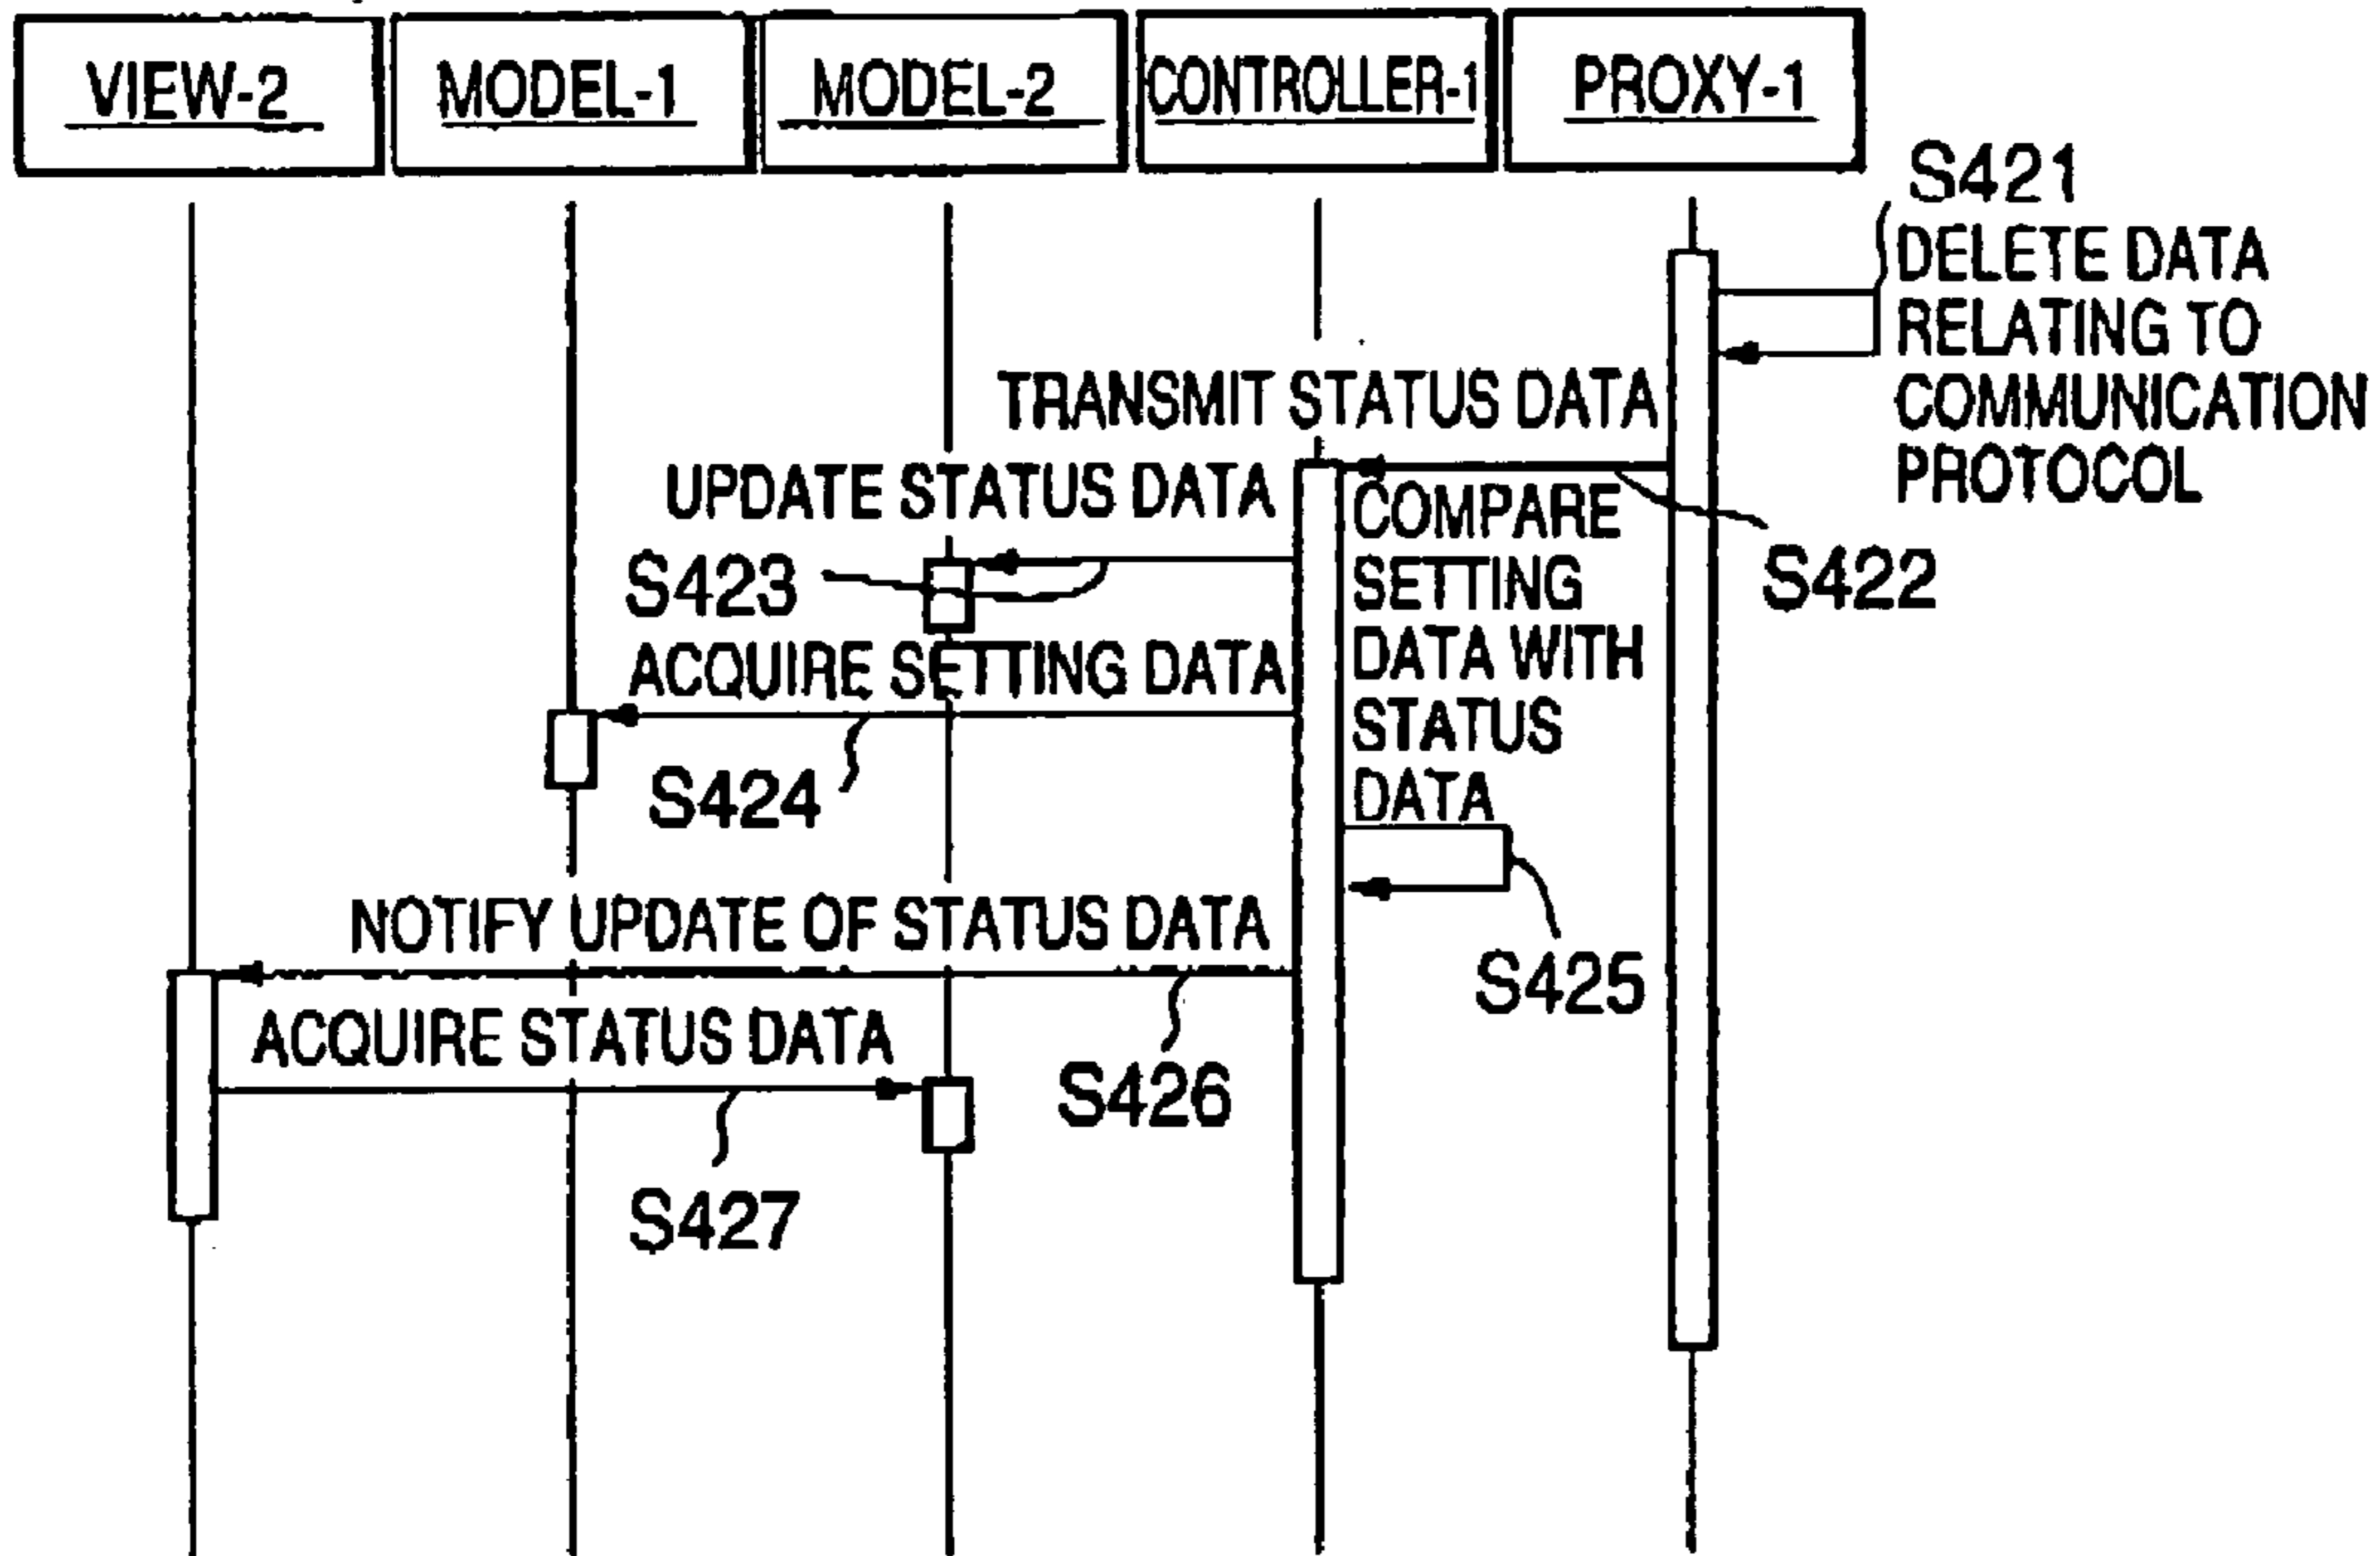 VIEW-2
MODEL-1
MODEL-2
CONTROLLER-1
PROXY-1
S421
DELETE DATA
RELATING TO
COMMUNICATION
PROTOCOL
TRANSMIT STATUS DATA
S422
UPDATE STATUS DATA
S423
ACQUIRE SETTING DATA
S424
COMPARE
SETTING
DATA WITH
STATUS
DATA
S425
NOTIFY UPDATE OF STATUS DATA
S426
ACQUIRE STATUS DATA
S427